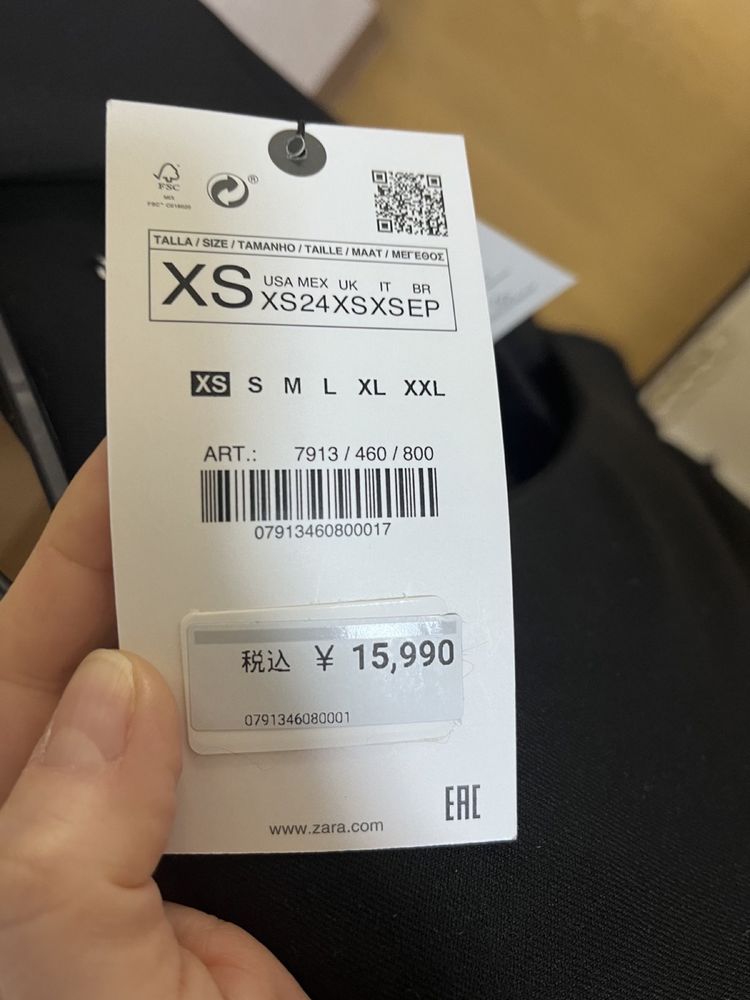 FSC
MIX
®
TALLA / SIZE / TAMANHO / TAILLE / MAAT / ΜΕΓΕΘΟΣ
XS
USA MEX UK IT BR
XS 24 XS XS EP
XS S M L XL XXL
ART.: 7913 / 460 / 800
07913460800017
税込 ¥ 15,990
0791346080001
www.zara.com
EAC